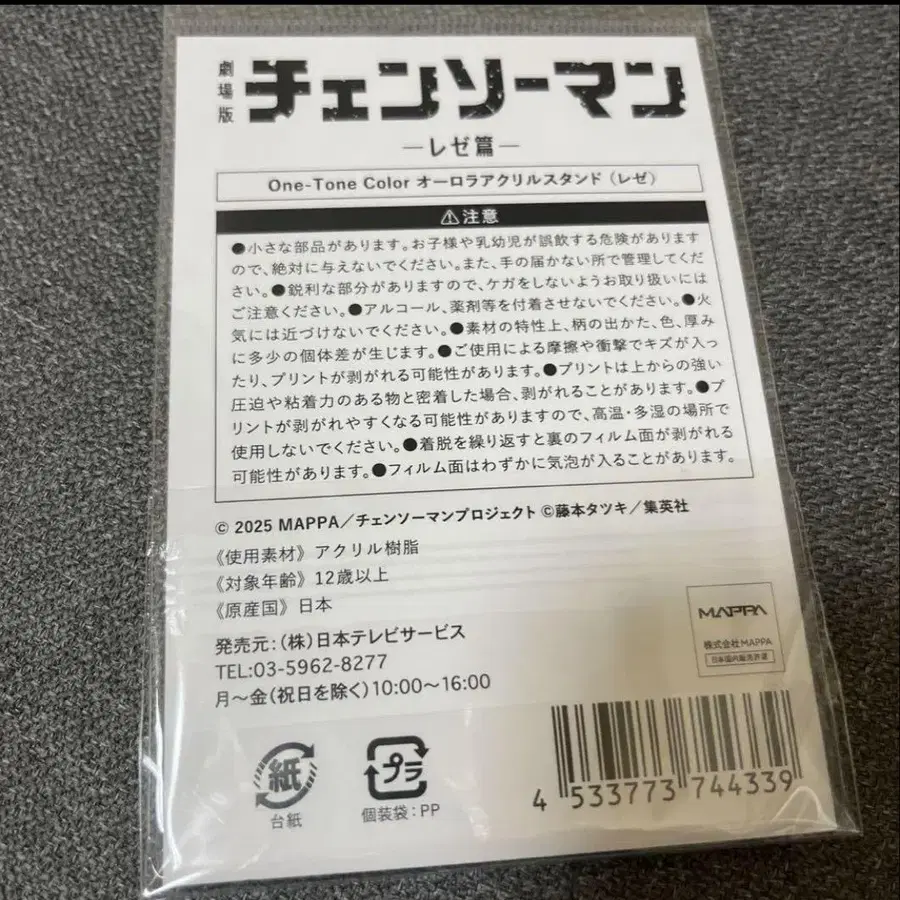 劇場版
チェンソーマン
―レゼ篇―
One-Tone Color オーロラアクリルスタンド（レゼ）
⚠注意
●小さな部品があります。お子様や乳幼児が誤飲する危険があります
ので、絶対に与えないでください。また、手の届かない所で管理してくだ
さい。●鋭利な部分がありますので、ケガをしないようお取り扱いには
ご注意ください。●アルコール、薬剤等を付着させないでください。●火
気には近づけないでください。●素材の特性上、柄の出かた、色、厚み
に多少の個体差が生じます。●ご使用による摩擦や衝撃でキズが入っ
たり、プリントが剥がれる可能性があります。●プリントは上からの強い
圧迫や粘着力のある物と密着した場合、剥がれることがあります。●プ
リントが剥がれやすくなる可能性がありますので、高温・多湿の場所で
使用しないでください。●着脱を繰り返すと裏のフィルム面が剥がれる
可能性があります。●フィルム面はわずかに気泡が入ることがあります。
© 2025 MAPPA／チェンソーマンプロジェクト ©藤本タツキ／集英社
《使用素材》アクリル樹脂
《対象年齢》12歳以上
《原産国》日本
発売元：（株）日本テレビサービス
TEL:03-5962-8277
月～金（祝日を除く）10:00～16:00
MAPPA
株式会社MAPPA
日本国内販売許諾
紙
台紙
プラ
個装袋：PP
4 533773 744339